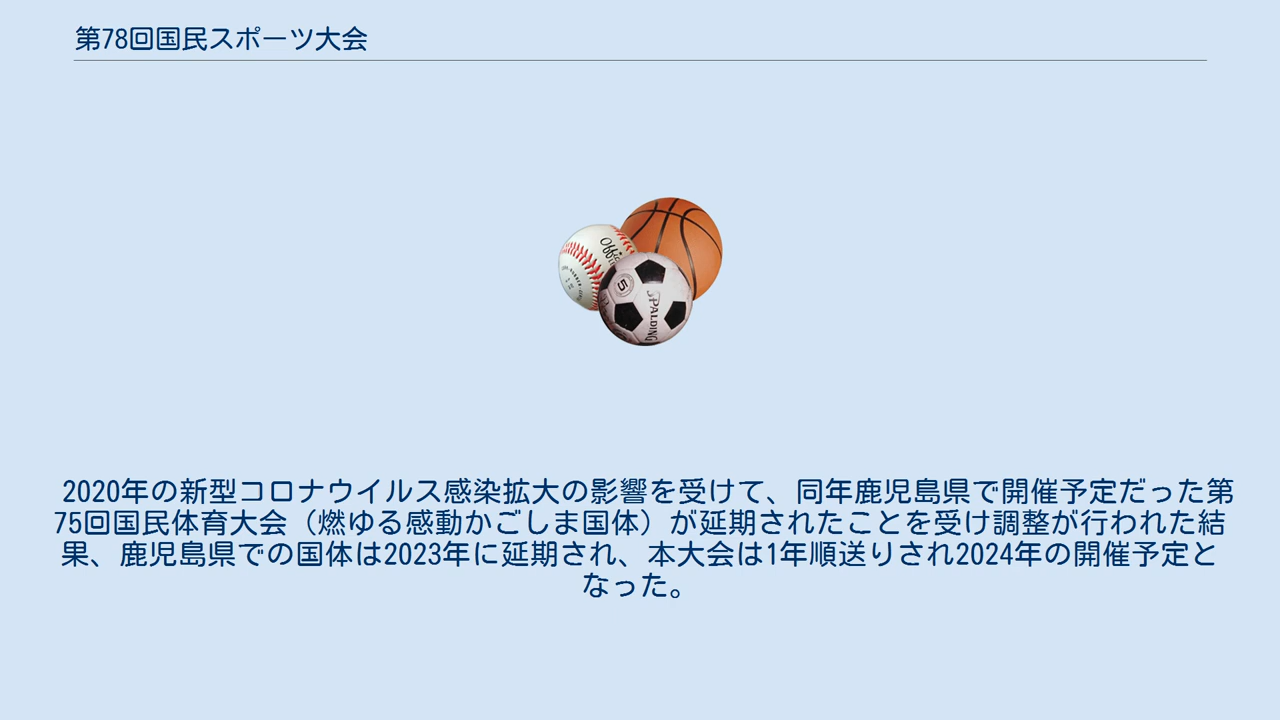 第78回国民スポーツ大会
5
SPALDING
2020年の新型コロナウイルス感染拡大の影響を受けて、同年鹿児島県で開催予定だった第
75回国民体育大会（燃ゆる感動かごしま国体）が延期されたことを受け調整が行われた結
果、鹿児島県での国体は2023年に延期され、本大会は1年順送りされ2024年の開催予定と
なった。